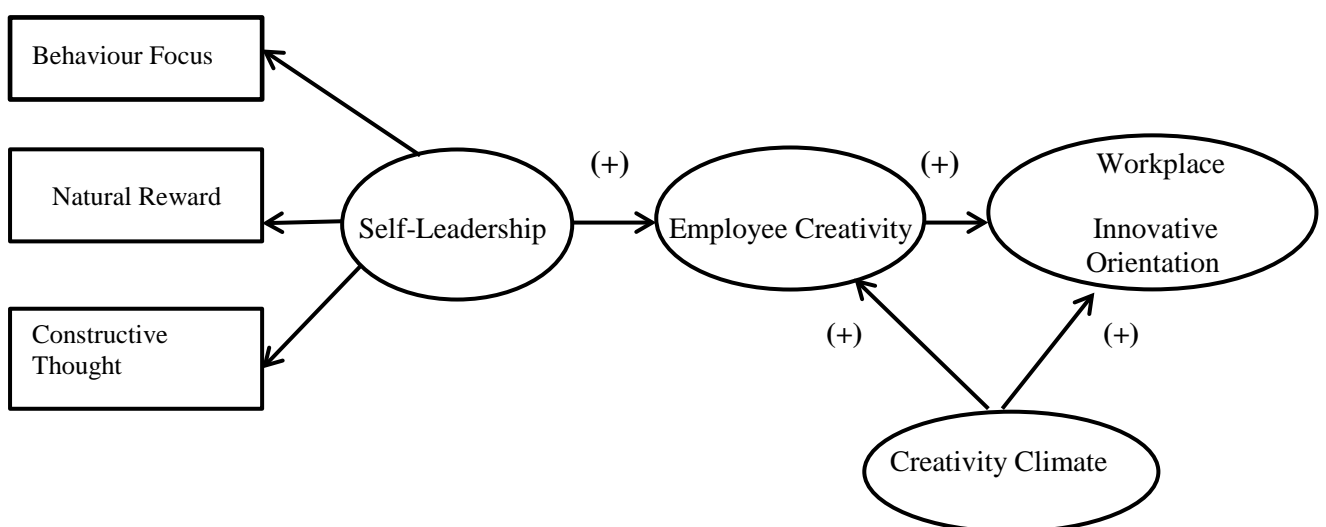 Behaviour Focus
Natural Reward
Constructive
Thought
Self-Leadership
(+)
Employee Creativity
(+)
Workplace
Innovative
Orientation
(+)
(+)
Creativity Climate